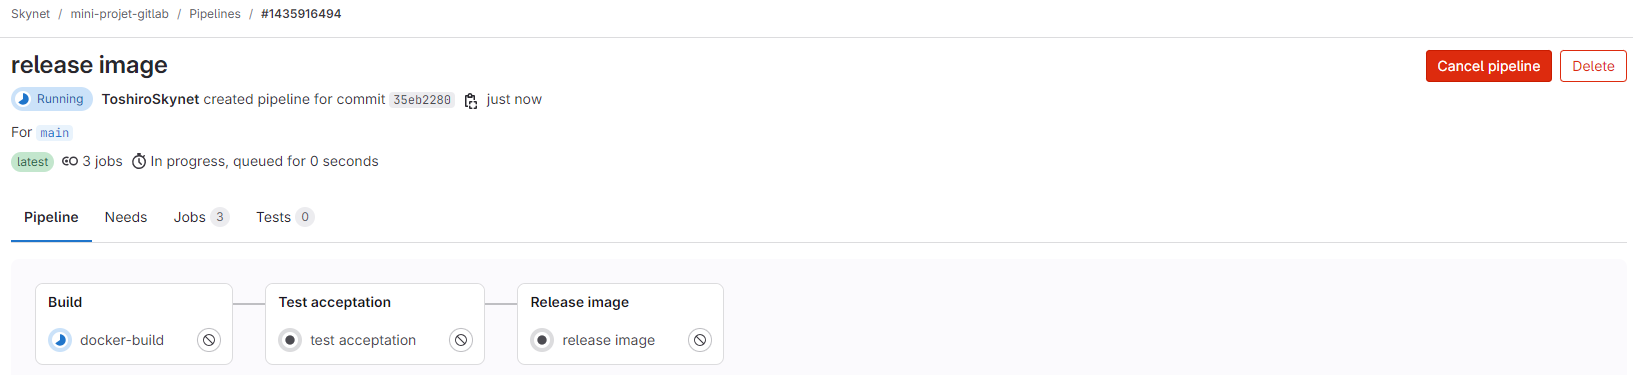 Skynet / mini-projet-gitlab / Pipelines / #1435916494
release image
Cancel pipeline
Delete
Running ToshiroSkynet created pipeline for commit 35eb2280 just now
For main
latest 3 jobs In progress, queued for 0 seconds
Pipeline Needs Jobs 3 Tests 0
Build
docker-build
Test acceptation
test acceptation
Release image
release image